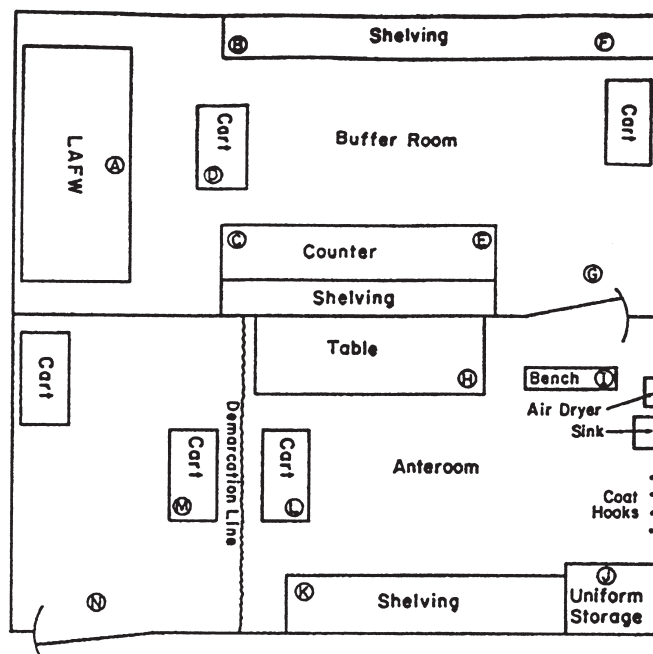 Shelving
B
F
LAFW
A
Cart
D
Buffer Room
Cart
C
Counter
E
G
Shelving
Table
H
Bench I
Air Dryer
Sink
Cart
Demarcation Line
Cart
M
Cart
L
Anteroom
Coat
Hooks
N
K
Shelving
J
Uniform
Storage